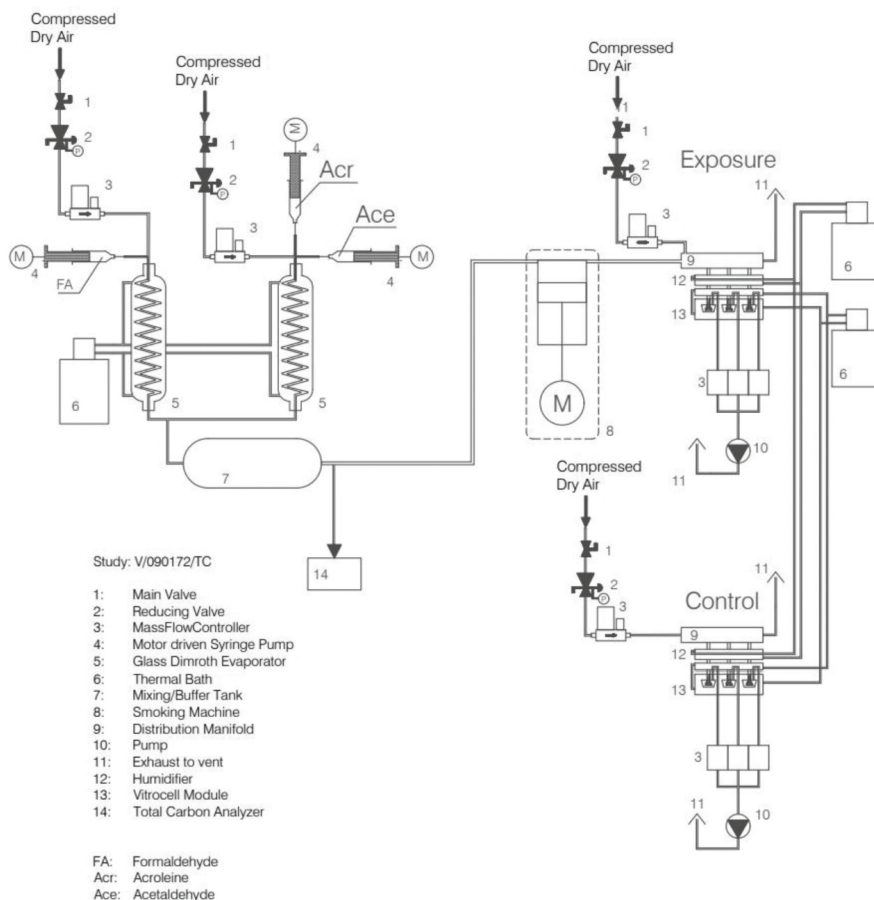 Compressed
Dry Air
1
2
P
3
M
4
FA
Compressed
Dry Air
1
2
P
3
M
4
Acr
Ace
M
4
6
5
5
7
14
Compressed
Dry Air
11
1
2
P
3
Exposure
11
9
12
13
6
6
3
10
11
M
8
Compressed
Dry Air
1
2
P
3
Control
11
9
12
13
3
10
11
Study: V/090172/TC
1: Main Valve
2: Reducing Valve
3: MassFlowController
4: Motor driven Syringe Pump
5: Glass Dimroth Evaporator
6: Thermal Bath
7: Mixing/Buffer Tank
8: Smoking Machine
9: Distribution Manifold
10: Pump
11: Exhaust to vent
12: Humidifier
13: Vitrocell Module
14: Total Carbon Analyzer
FA: Formaldehyde
Acr: Acroleine
Ace: Acetaldehyde